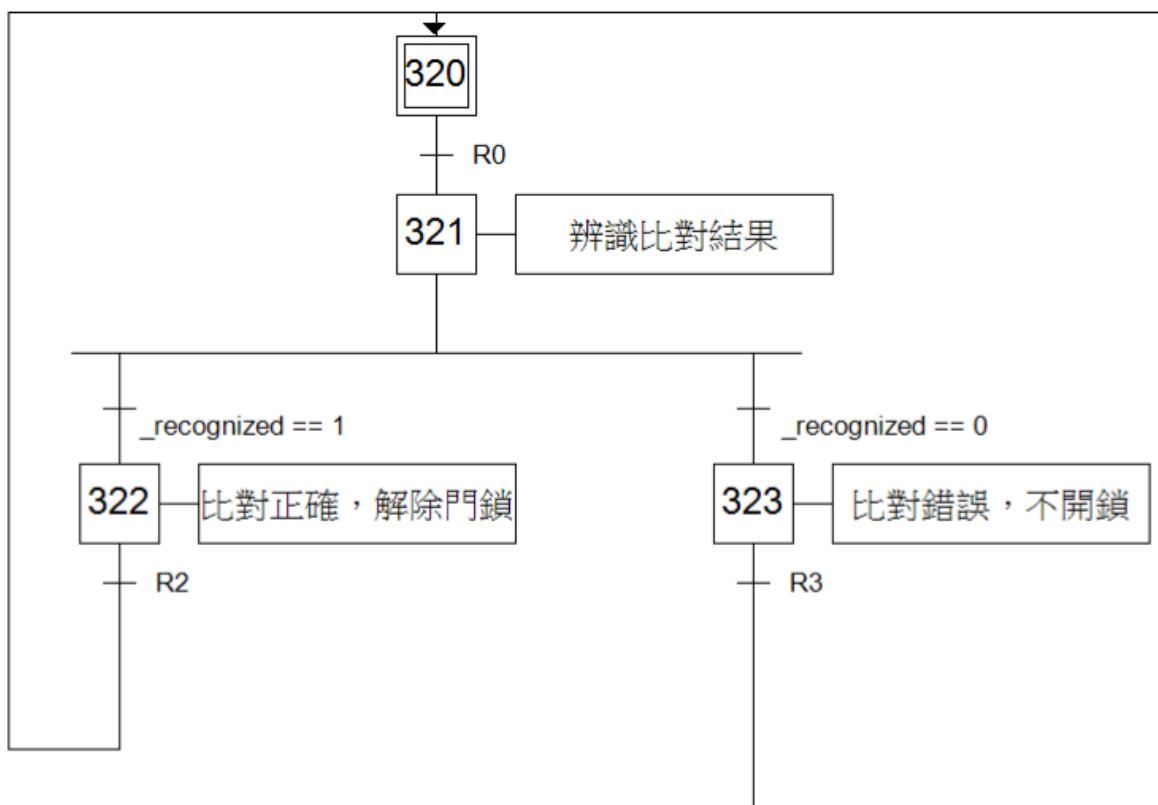 320
R0
321
辨識比對結果
_recognized == 1
_recognized == 0
322
比對正確，解除門鎖
323
比對錯誤，不開鎖
R2
R3